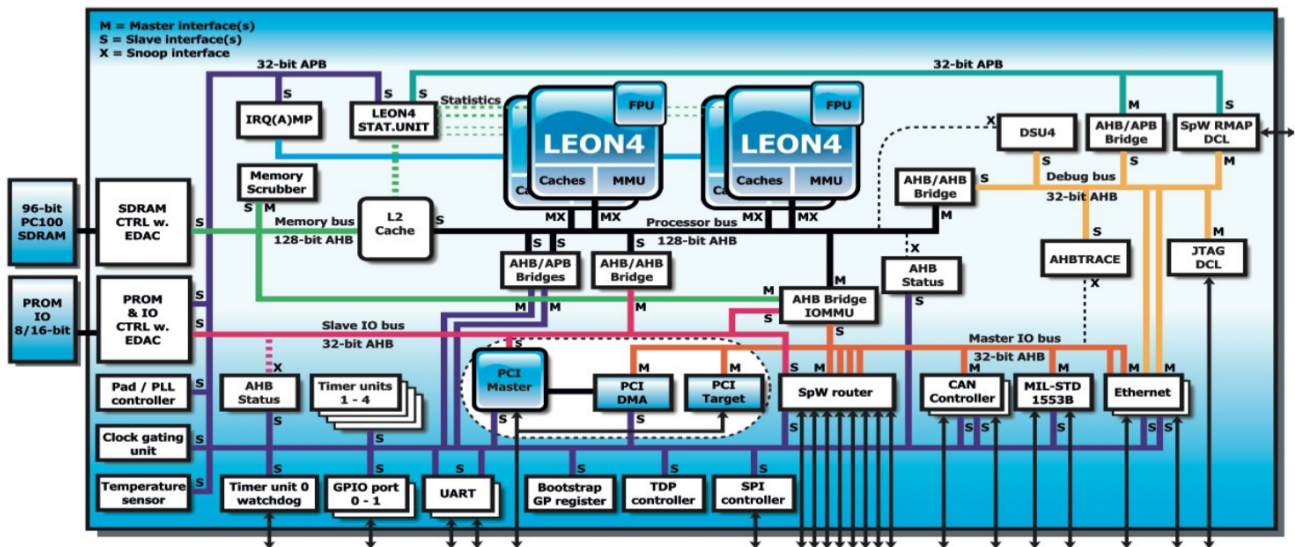 M = Master interface(s)
S = Slave interface(s)
X = Snoop interface
32-bit APB
32-bit APB
S
S
S
Statistics
FPU
FPU
M
S
IRQ(A)MP
LEON4
STAT.UNIT
LEON4
LEON4
X
DSU4
AHB/APB
Bridge
SpW RMAP
DCL
S
S
M
Memory
Scrubber
Ca
Caches
MMU
Ca
Caches
MMU
AHB/AHB
Bridge
S
Debug bus
32-bit AHB
96-bit
PC100
SDRAM
SDRAM
CTRL w.
EDAC
S
S
M
Memory bus
128-bit AHB
L2
Cache
S
MX
MX
Processor bus
128-bit AHB
MX
MX
M
S
S
S
X
S
M
AHB/APB
Bridges
AHB/AHB
Bridge
AHB
Status
AHBTRACE
JTAG
DCL
PROM
IO
8/16-bit
PROM
& IO
CTRL w.
EDAC
S
S
M
M
M
M
M
AHB Bridge
IOMMU
S
S
S
X
Slave IO bus
32-bit AHB
Master IO bus
32-bit AHB
X
S
M
M
S
M
M
M
M
M
Pad / PLL
controller
S
AHB
Status
Timer units
1 - 4
PCI
Master
PCI
DMA
PCI
Target
SpW router
CAN
Controller
MIL-STD
1553B
Ethernet
S
S
S
S
S
S
S
S
S
S
Clock gating
unit
S
S
S
S
S
S
S
S
Temperature
sensor
S
Timer unit 0
watchdog
GPIO port
0 - 1
UART
Bootstrap
GP register
TDP
controller
SPI
controller